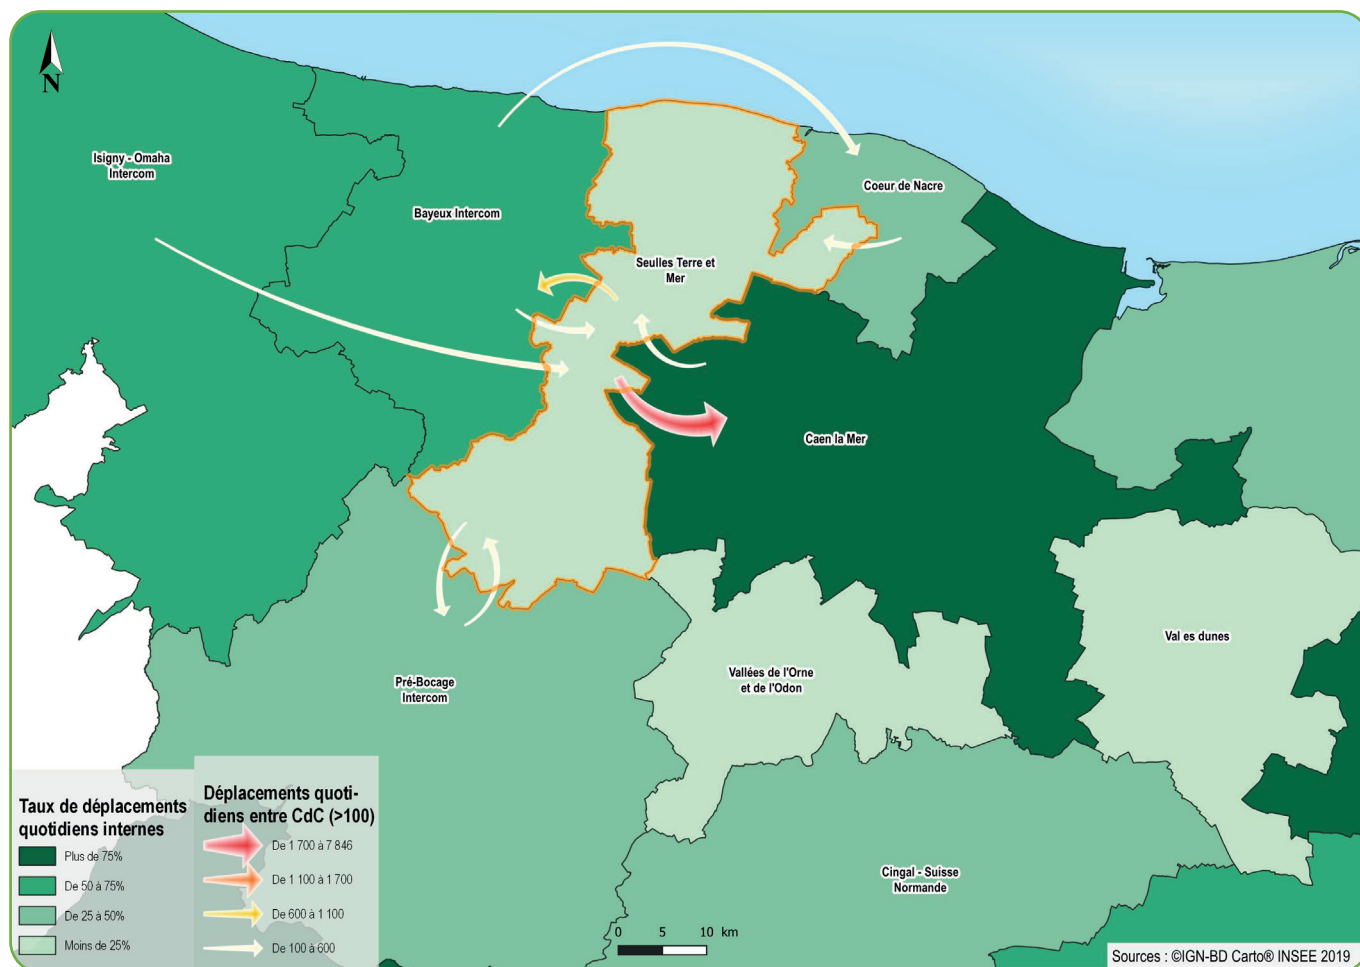 N
Isigny - Omaha
Intercom
Bayeux Intercom
Coeur de Nacre
Seulles Terre et
Mer
Caen la Mer
Val es dunes
Vallées de l'Orne
et de l'Odon
Pré-Bocage
Intercom
Cingal - Suisse
Normande
Taux de déplacements
quotidiens internes
Plus de 75%
De 50 à 75%
De 25 à 50%
Moins de 25%
Déplacements quoti-
diens entre CdC (>100)
De 1 700 à 7 846
De 1 100 à 1 700
De 600 à 1 100
De 100 à 600
0 5 10 km
Sources : ©IGN-BD Carto® INSEE 2019